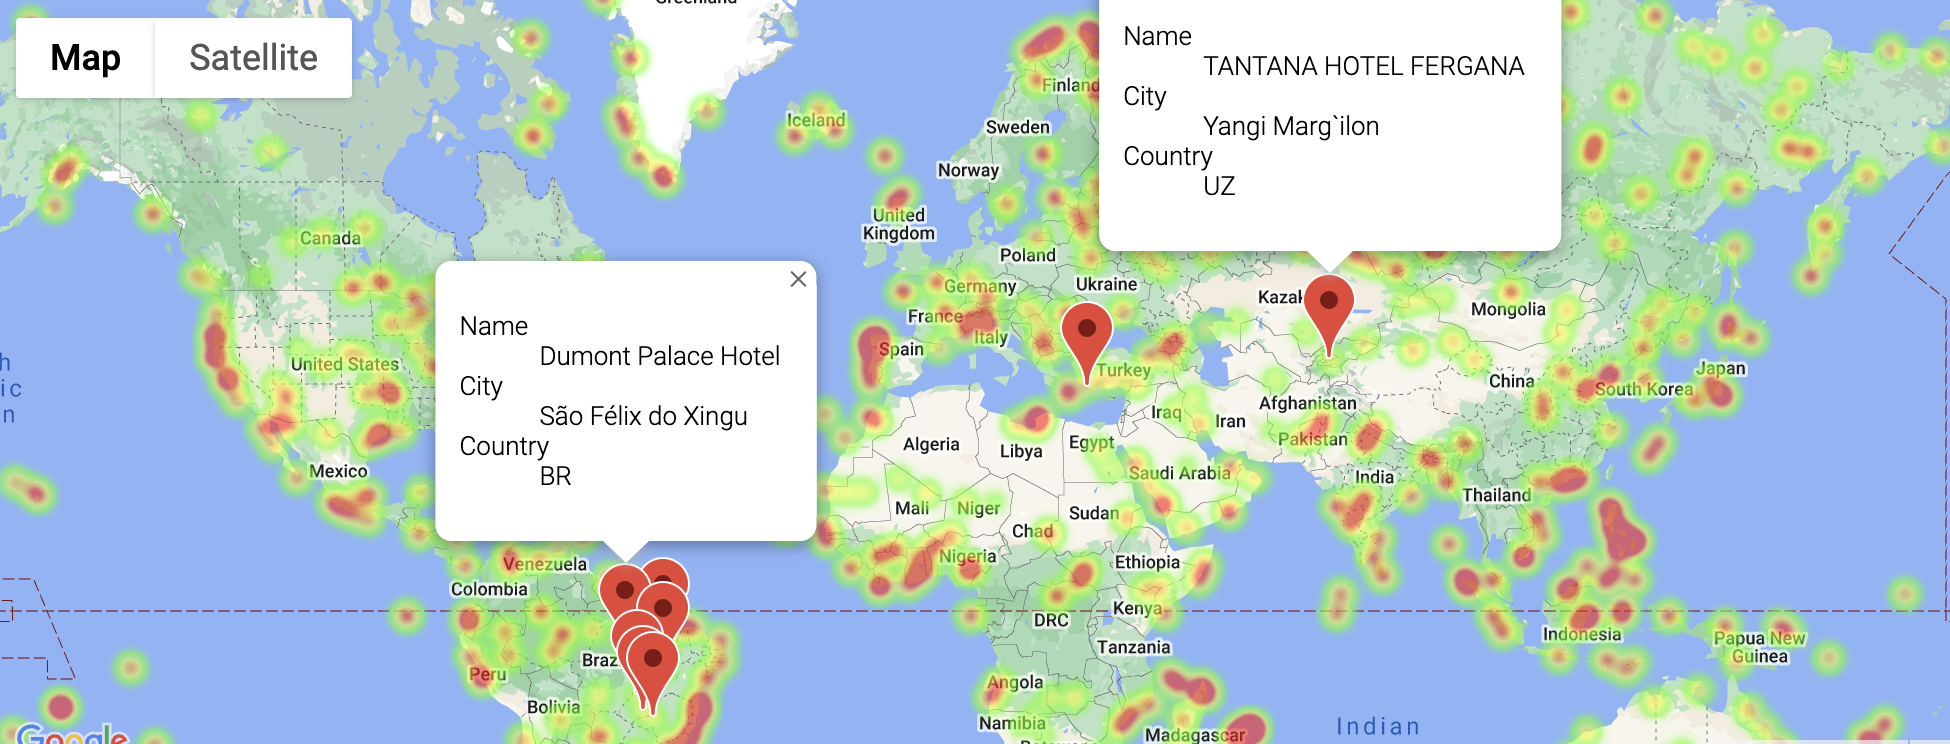 Greenland
Map
Satellite
Name
TANTANA HOTEL FERGANA
City
Yangi Marg`ilon
Country
UZ
Finland
Iceland
Sweden
Norway
United
Kingdom
Canada
Poland
Germany
Ukraine
Kazak
Mongolia
France
Italy
Spain
United States
Turkey
China
South Korea
Japan
Name
Dumont Palace Hotel
City
São Félix do Xingu
Country
BR
Afghanistan
Iraq
Iran
Pakistan
Algeria
Libya
Egypt
Saudi Arabia
India
Thailand
Mexico
Mali
Niger
Chad
Sudan
Nigeria
Ethiopia
Venezuela
Colombia
DRC
Kenya
Tanzania
Indonesia
Papua New
Guinea
Braz
Peru
Bolivia
Angola
Namibia
Madagascar
Indian
Google